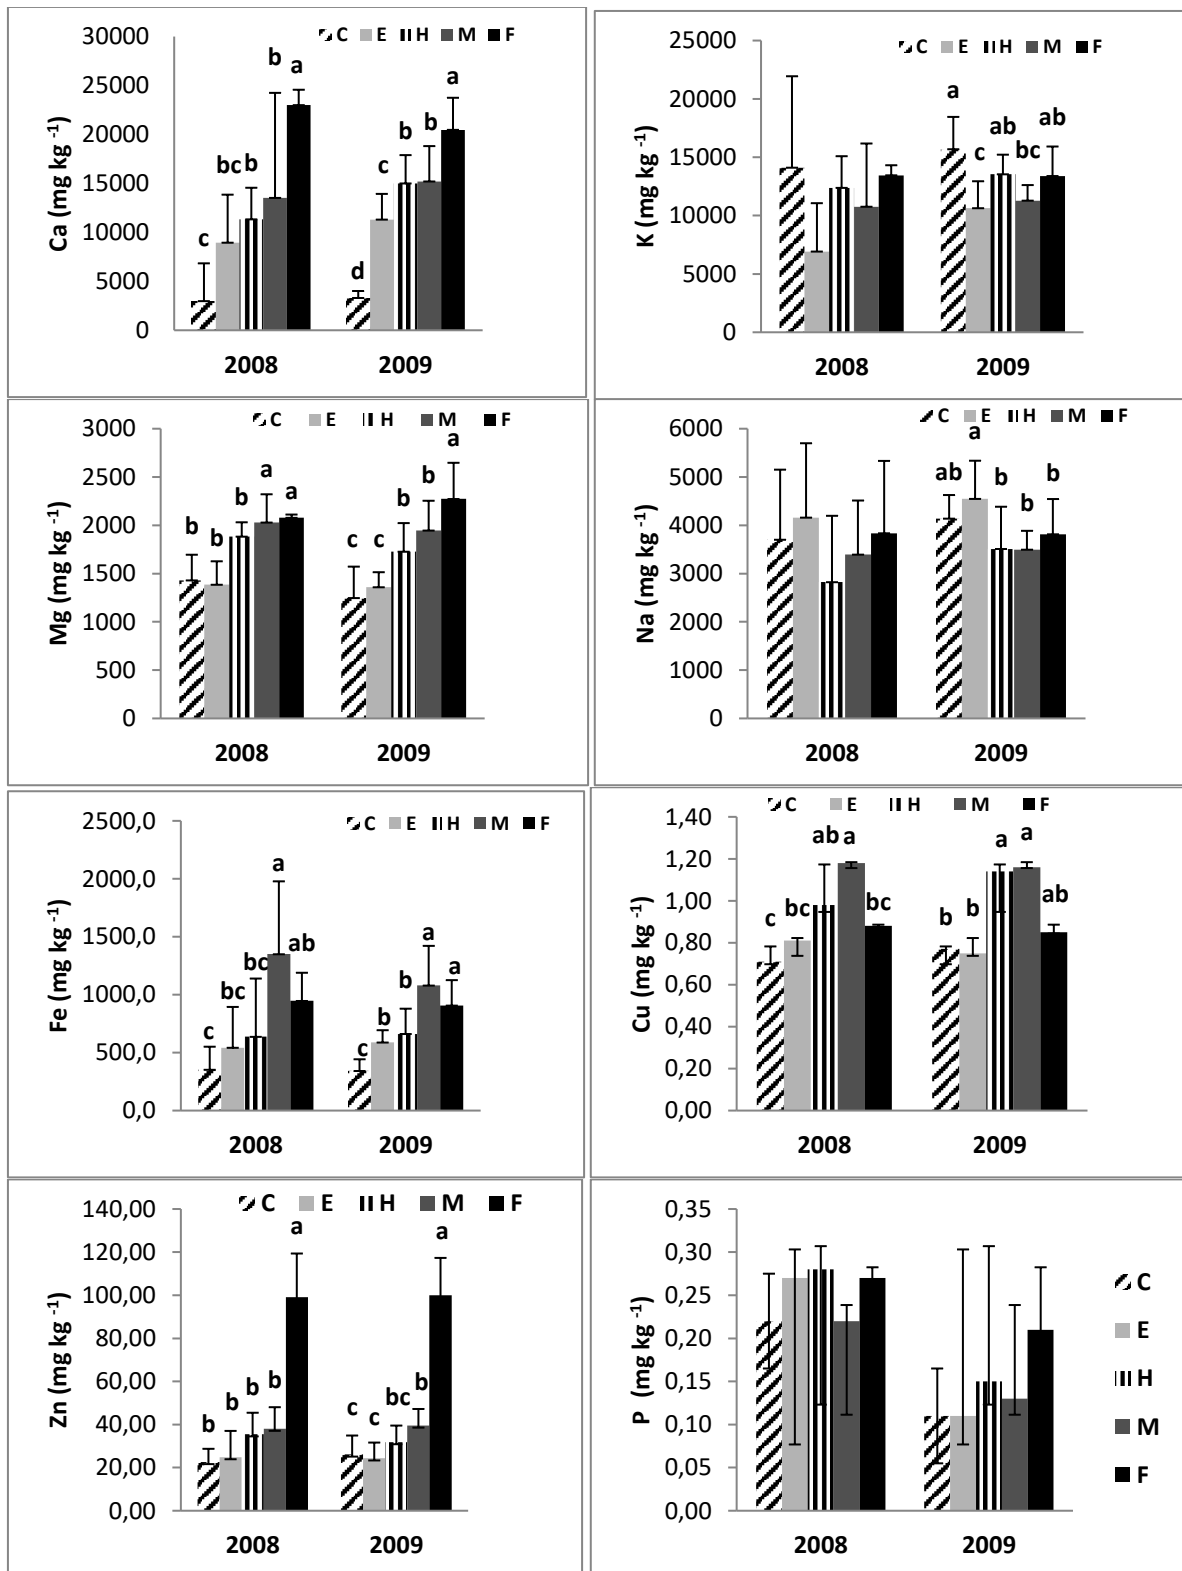 C E H M F
30000
25000
20000
15000
10000
5000
0
Ca (mg kg -1)
c bc b b a
d c b b a
2008 2009
C E H M F
25000
20000
15000
10000
5000
0
K (mg kg -1)
a c ab bc ab
2008 2009
C E H M F
3000
2500
2000
1500
1000
500
0
Mg (mg kg -1)
b b b a a
c c b b a
2008 2009
C E H M F
6000
5000
4000
3000
2000
1000
0
Na (mg kg -1)
ab a b b b
2008 2009
C E H M F
2500,0
2000,0
1500,0
1000,0
500,0
0,0
Fe (mg kg -1)
c bc bc a ab
c b b a a
2008 2009
C E H M F
1,40
1,20
1,00
0,80
0,60
0,40
0,20
0,00
Cu (mg kg -1)
c bc ab a bc
b b a a ab
2008 2009
C E H M F
140,00
120,00
100,00
80,00
60,00
40,00
20,00
0,00
Zn (mg kg -1)
b b b b a
c c bc b a
2008 2009
0,35
0,30
0,25
0,20
0,15
0,10
0,05
0,00
P (mg kg -1)
2008 2009
C
E
H
M
F